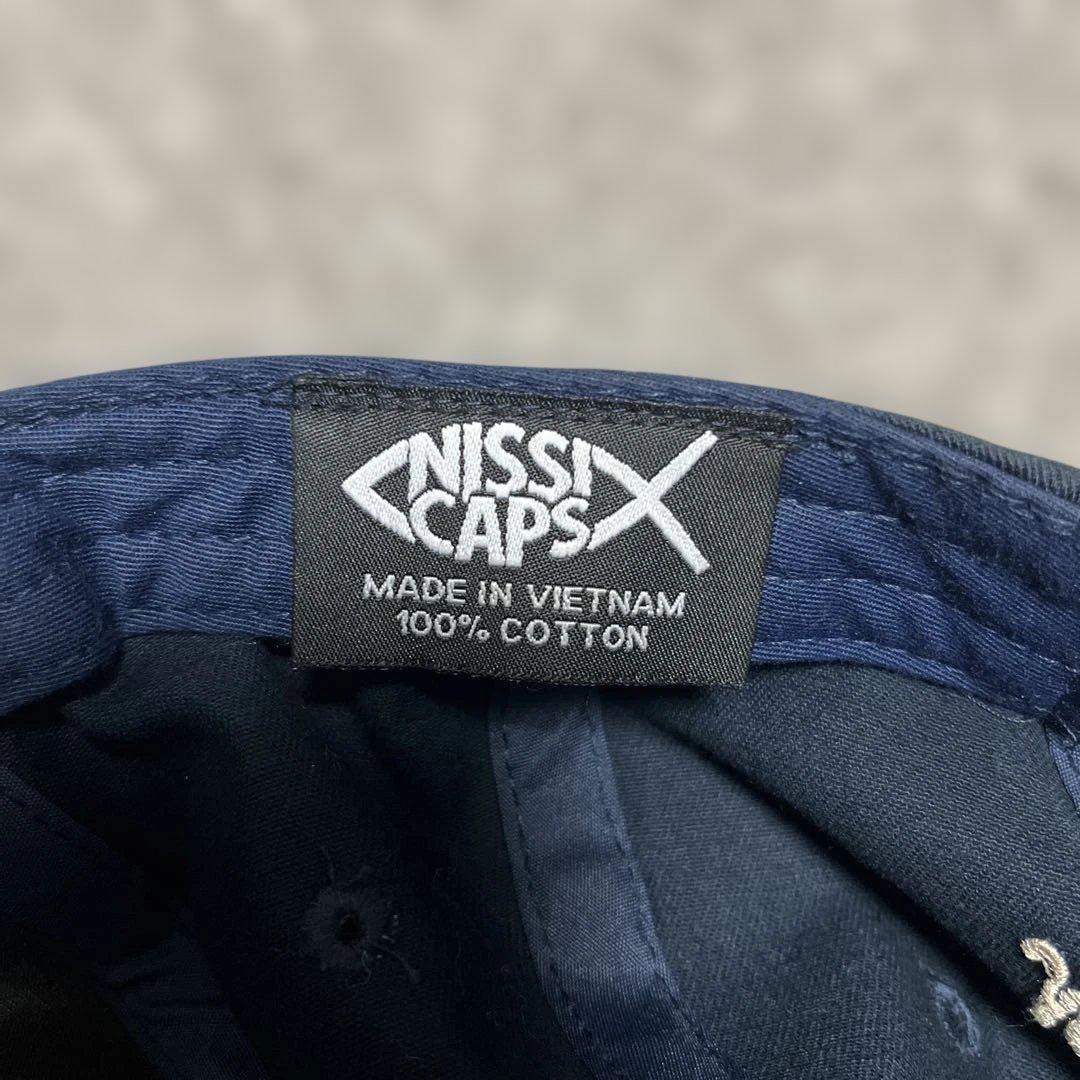 NISSI
CAPS
MADE IN VIETNAM
100% COTTON